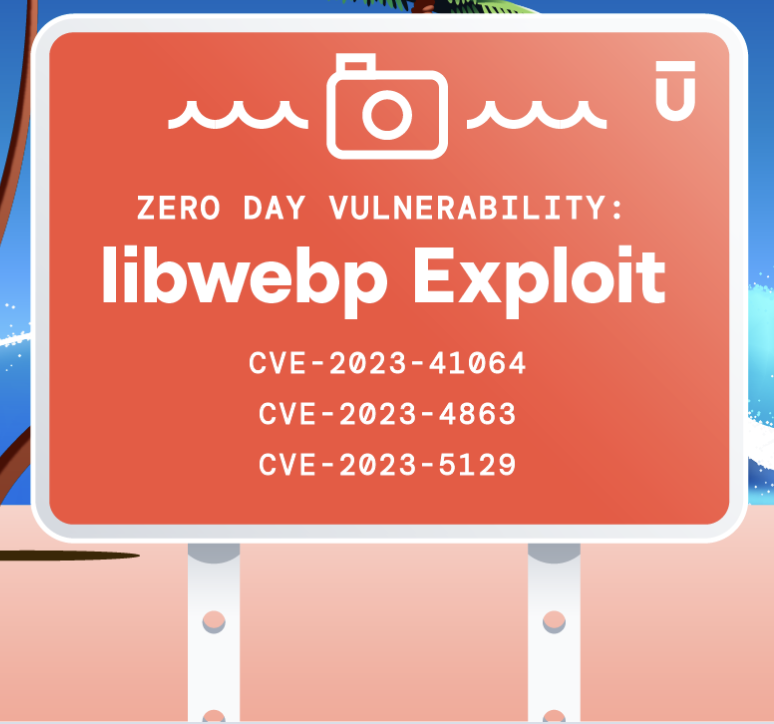 ZERO DAY VULNERABILITY:
libwebp Exploit
CVE-2023-41064
CVE-2023-4863
CVE-2023-5129